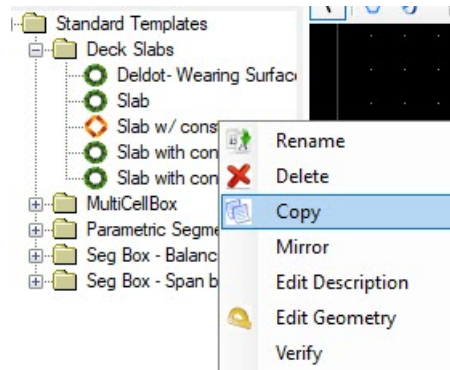 Standard Templates
Deck Slabs
Deldot- Wearing Surface
Slab
Slab w/ cons
Slab with con
Slab with con
MultiCellBox
Parametric Segme
Seg Box - Balanc
Seg Box - Span b
Rename
Delete
Copy
Mirror
Edit Description
Edit Geometry
Verify